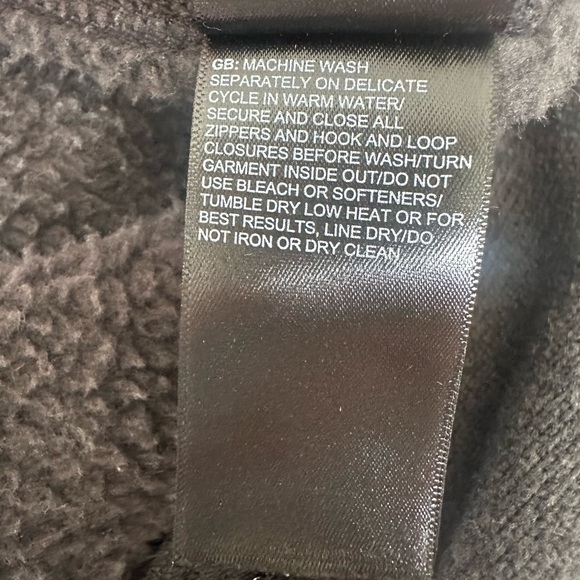 GB: MACHINE WASH
SEPARATELY ON DELICATE
CYCLE IN WARM WATER/
SECURE AND CLOSE ALL
ZIPPERS AND HOOK AND LOOP
CLOSURES BEFORE WASH/TURN
GARMENT INSIDE OUT/DO NOT
USE BLEACH OR SOFTENERS/
TUMBLE DRY LOW HEAT OR FOR
BEST RESULTS, LINE DRY/DO
NOT IRON OR DRY CLEAN